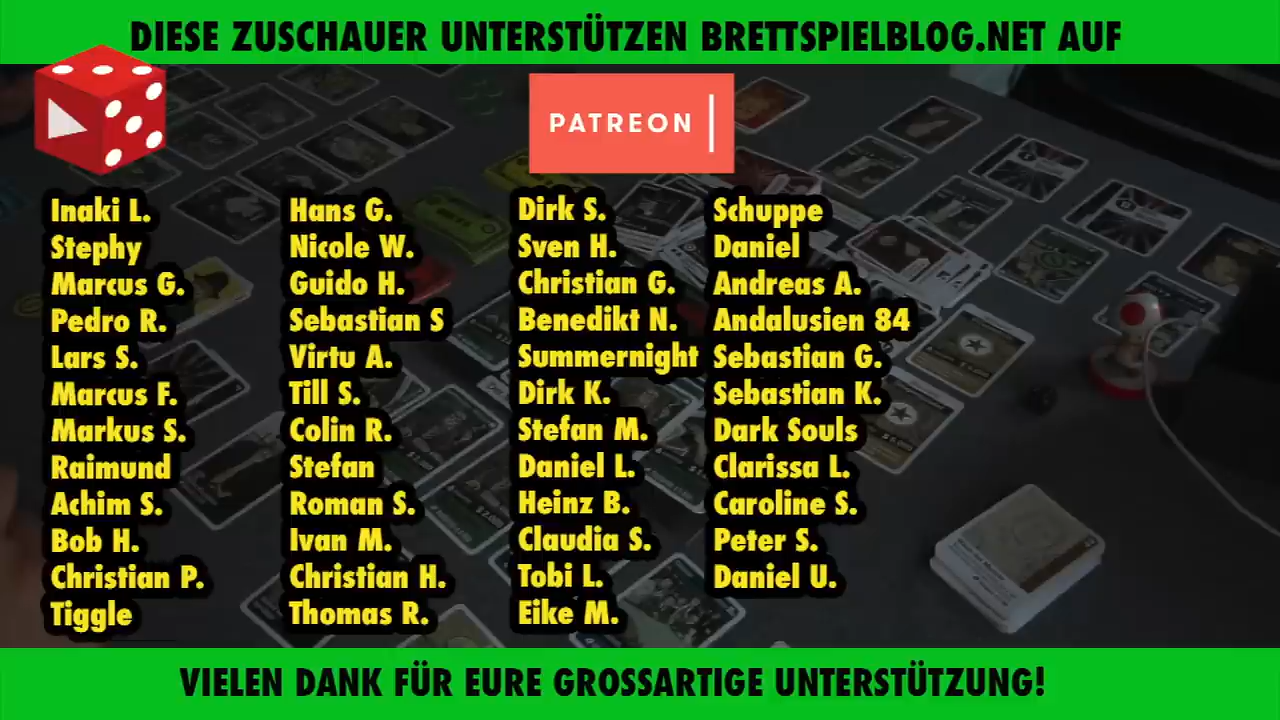 DIESE ZUSCHAUER UNTERSTÜTZEN BRETTSPIELBLOG.NET AUF
PATREON
Inaki L.
Stephy
Marcus G.
Pedro R.
Lars S.
Marcus F.
Markus S.
Raimund
Achim S.
Bob H.
Christian P.
Tiggle
Hans G.
Nicole W.
Guido H.
Sebastian S
Virtu A.
Till S.
Colin R.
Stefan
Roman S.
Ivan M.
Christian H.
Thomas R.
Dirk S.
Sven H.
Christian G.
Benedikt N.
Summernight
Dirk K.
Stefan M.
Daniel L.
Heinz B.
Claudia S.
Tobi L.
Eike M.
Schuppe
Daniel
Andreas A.
Andalusien 84
Sebastian G.
Sebastian K.
Dark Souls
Clarissa L.
Caroline S.
Peter S.
Daniel U.
VIELEN DANK FÜR EURE GROSSARTIGE UNTERSTÜTZUNG!